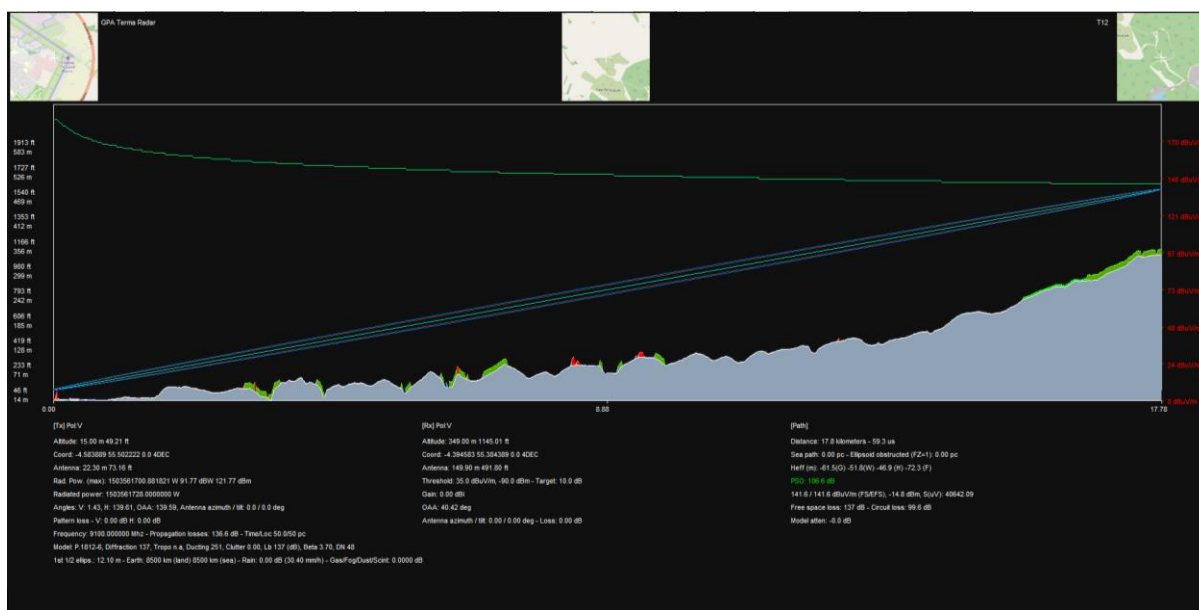 GPA Terma Radar
T12
1913 ft
583 m
1727 ft
526 m
1540 ft
469 m
1353 ft
412 m
1166 ft
356 m
980 ft
299 m
793 ft
242 m
606 ft
185 m
419 ft
128 m
233 ft
71 m
46 ft
14 m
170 dBuV/m
146 dBuV/m
121 dBuV/m
97 dBuV/m
73 dBuV/m
48 dBuV/m
24 dBuV/m
0 dBuV/m
0.00
8.88
17.78
[Tx] Pol:V
Altitude: 15.00 m 49.21 ft
Coord: -4.583889 55.502222 0.0 4DEC
Antenna: 22.30 m 73.16 ft
Rad. Pow. (max): 1503561700.881821 W 91.77 dBW 121.77 dBm
Radiated power: 1503561728.0000000 W
Angles: V: 1.43, H: 139.61, OAA: 139.59, Antenna azimuth / tilt: 0.0 / 0.0 deg
Pattern loss - V: 0.00 dB H: 0.00 dB
Frequency: 9100.000000 Mhz - Propagation losses: 136.6 dB - Time/Loc 50.0/50 pc
Model: P.1812-6, Diffraction 137, Tropo n.a, Ducting 251, Clutter 0.00, Lb 137 (dB), Beta 3.70, DN 48
1st 1/2 ellips.: 12.10 m - Earth: 8500 km (land) 8500 km (sea) - Rain: 0.00 dB (30.40 mm/h) - Gas/Fog/Dust/Scint: 0.0000 dB
[Rx] Pol:V
Altitude: 349.00 m 1145.01 ft
Coord: -4.394583 55.384389 0.0 4DEC
Antenna: 149.90 m 491.80 ft
Threshold: 35.0 dBuV/m, -90.0 dBm - Target: 10.0 dB
Gain: 0.00 dBi
OAA: 40.42 deg
Antenna azimuth / tilt: 0.00 / 0.00 deg - Loss: 0.00 dB
[Path]
Distance: 17.8 kilometers - 59.3 us
Sea path: 0.00 pc - Ellipsoid obstructed (FZ=1): 0.00 pc
Heff (m): -61.5(G) -51.8(W) -46.9 (H) -72.3 (F)
PSO: 106.6 dB
141.6 / 141.6 dBuV/m (FS/EFS), -14.8 dBm, S(uV): 40642.09
Free space loss: 137 dB - Circuit loss: 99.6 dB
Model atten: -0.0 dB